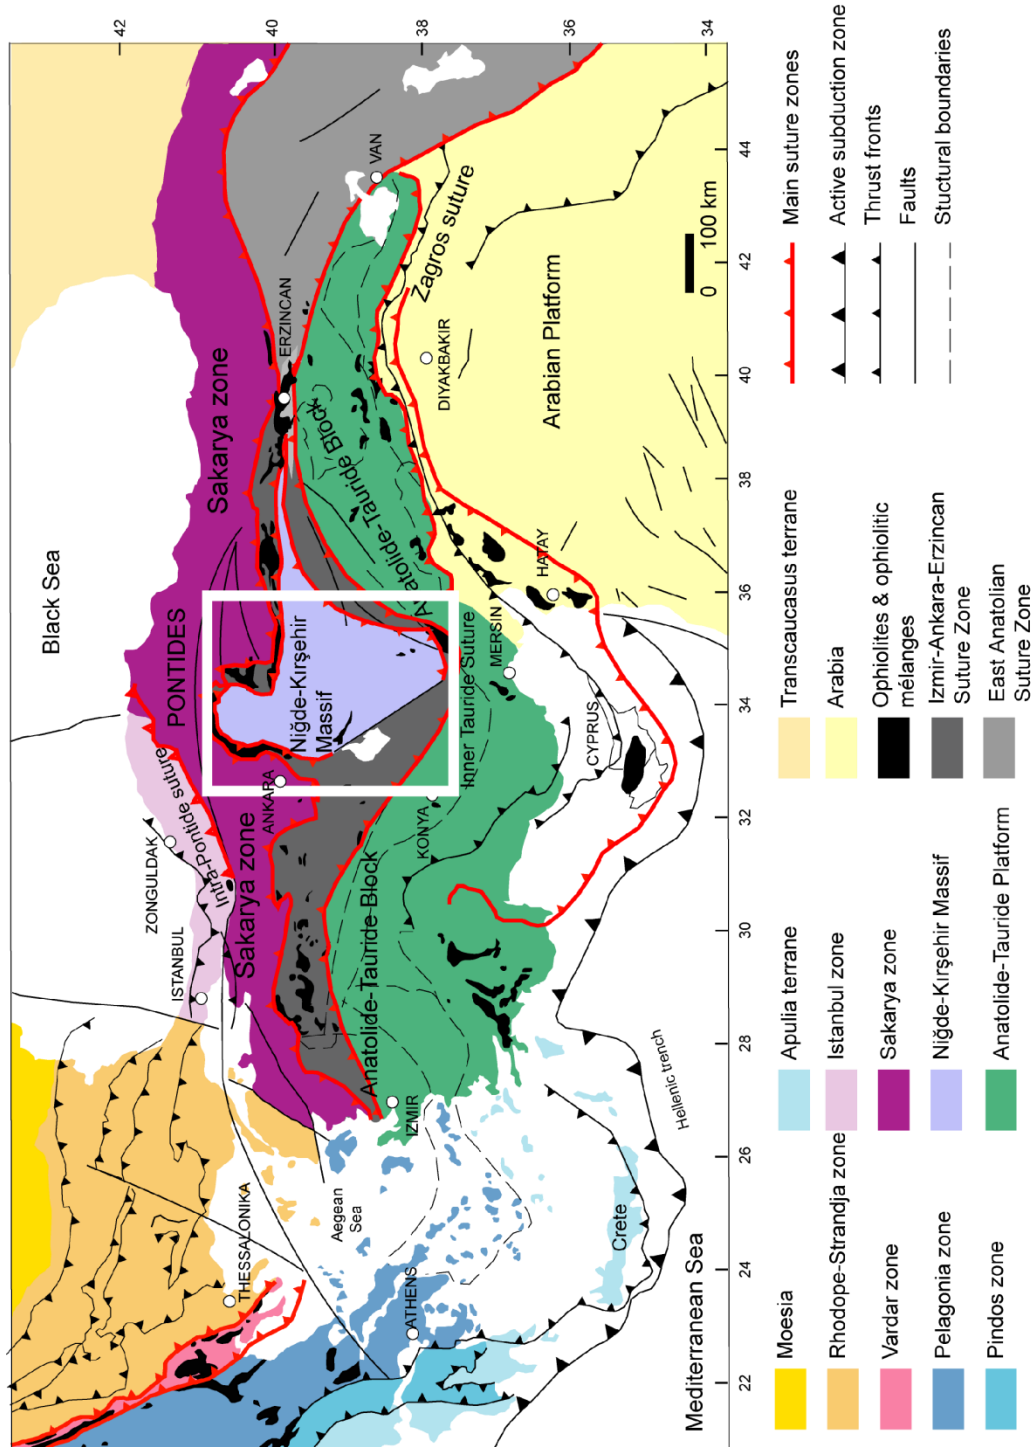 Black Sea
PONTIDES
Sakarya zone
Sakarya zone
Intra-Pontide suture
ZONGULDAK
İSTANBUL
ANKARA
ERZINCAN
VAN
Niğde-Kırşehir
Massif
Anatolide-Tauride Block
Anatolide-Tauride Block
Inner Tauride Suture
KONYA
MERSIN
HATAY
CYPRUS
DIYAKBAKIR
Zagros suture
Arabian Platform
IZMIR
THESSALONIKA
Aegean
Sea
ATHENS
Crete
Hellenic trench
Mediterranean Sea
0 100 km
22
24
26
28
30
32
34
36
38
40
42
44
42
40
38
36
34
Moesia
Rhodope-Strandja zone
Vardar zone
Pelagonia zone
Pindos zone
Apulia terrane
Istanbul zone
Sakarya zone
Niğde-Kırşehir Massif
Anatolide-Tauride Platform
Transcaucasus terrane
Arabia
Ophiolites & ophiolitic
mélanges
Izmir-Ankara-Erzincan
Suture Zone
East Anatolian
Suture Zone
Main suture zones
Active subduction zone
Thrust fronts
Faults
Stuctural boundaries